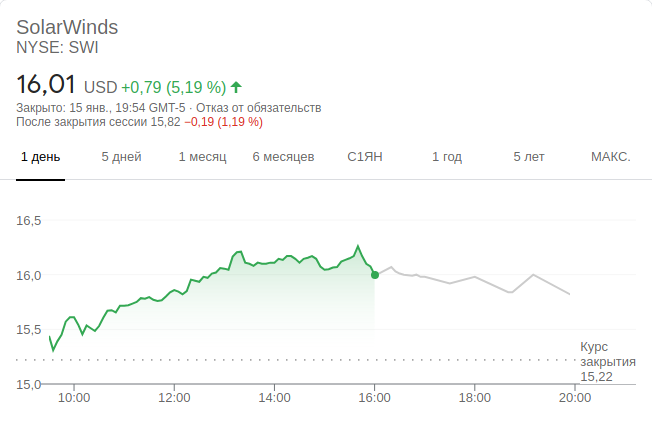 SolarWinds
NYSE: SWI
16,01 USD +0,79 (5,19 %)
Закрыто: 15 янв., 19:54 GMT-5 · Отказ от обязательств
После закрытия сессии 15,82 −0,19 (1,19 %)
1 день 5 дней 1 месяц 6 месяцев С1ЯН 1 год 5 лет МАКС.
16,5
16,0
15,5
Курс
закрытия
15,22
15,0
10:00 12:00 14:00 16:00 18:00 20:00